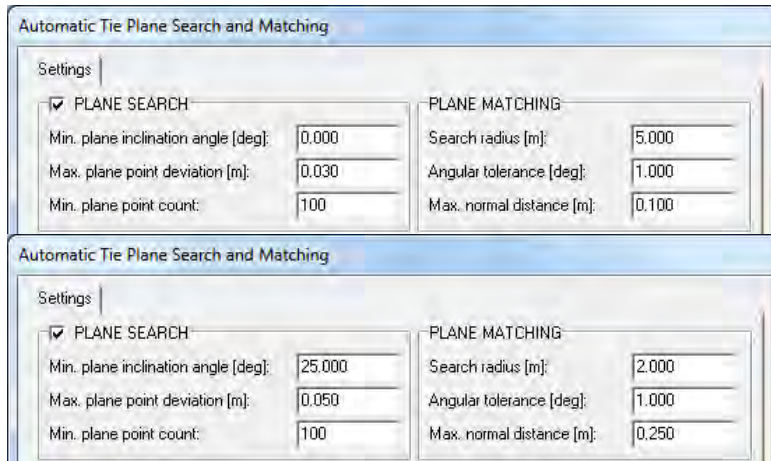 Automatic Tie Plane Search and Matching
Settings
PLANE SEARCH PLANE MATCHING
Min. plane inclination angle [deg]: 0.000 Search radius [m]: 5.000
Max. plane point deviation [m]: 0.030 Angular tolerance [deg]: 1.000
Min. plane point count: 100 Max. normal distance [m]: 0.100
Automatic Tie Plane Search and Matching
Settings
PLANE SEARCH PLANE MATCHING
Min. plane inclination angle [deg]: 25.000 Search radius [m]: 2.000
Max. plane point deviation [m]: 0.050 Angular tolerance [deg]: 1.000
Min. plane point count: 100 Max. normal distance [m]: 0.250